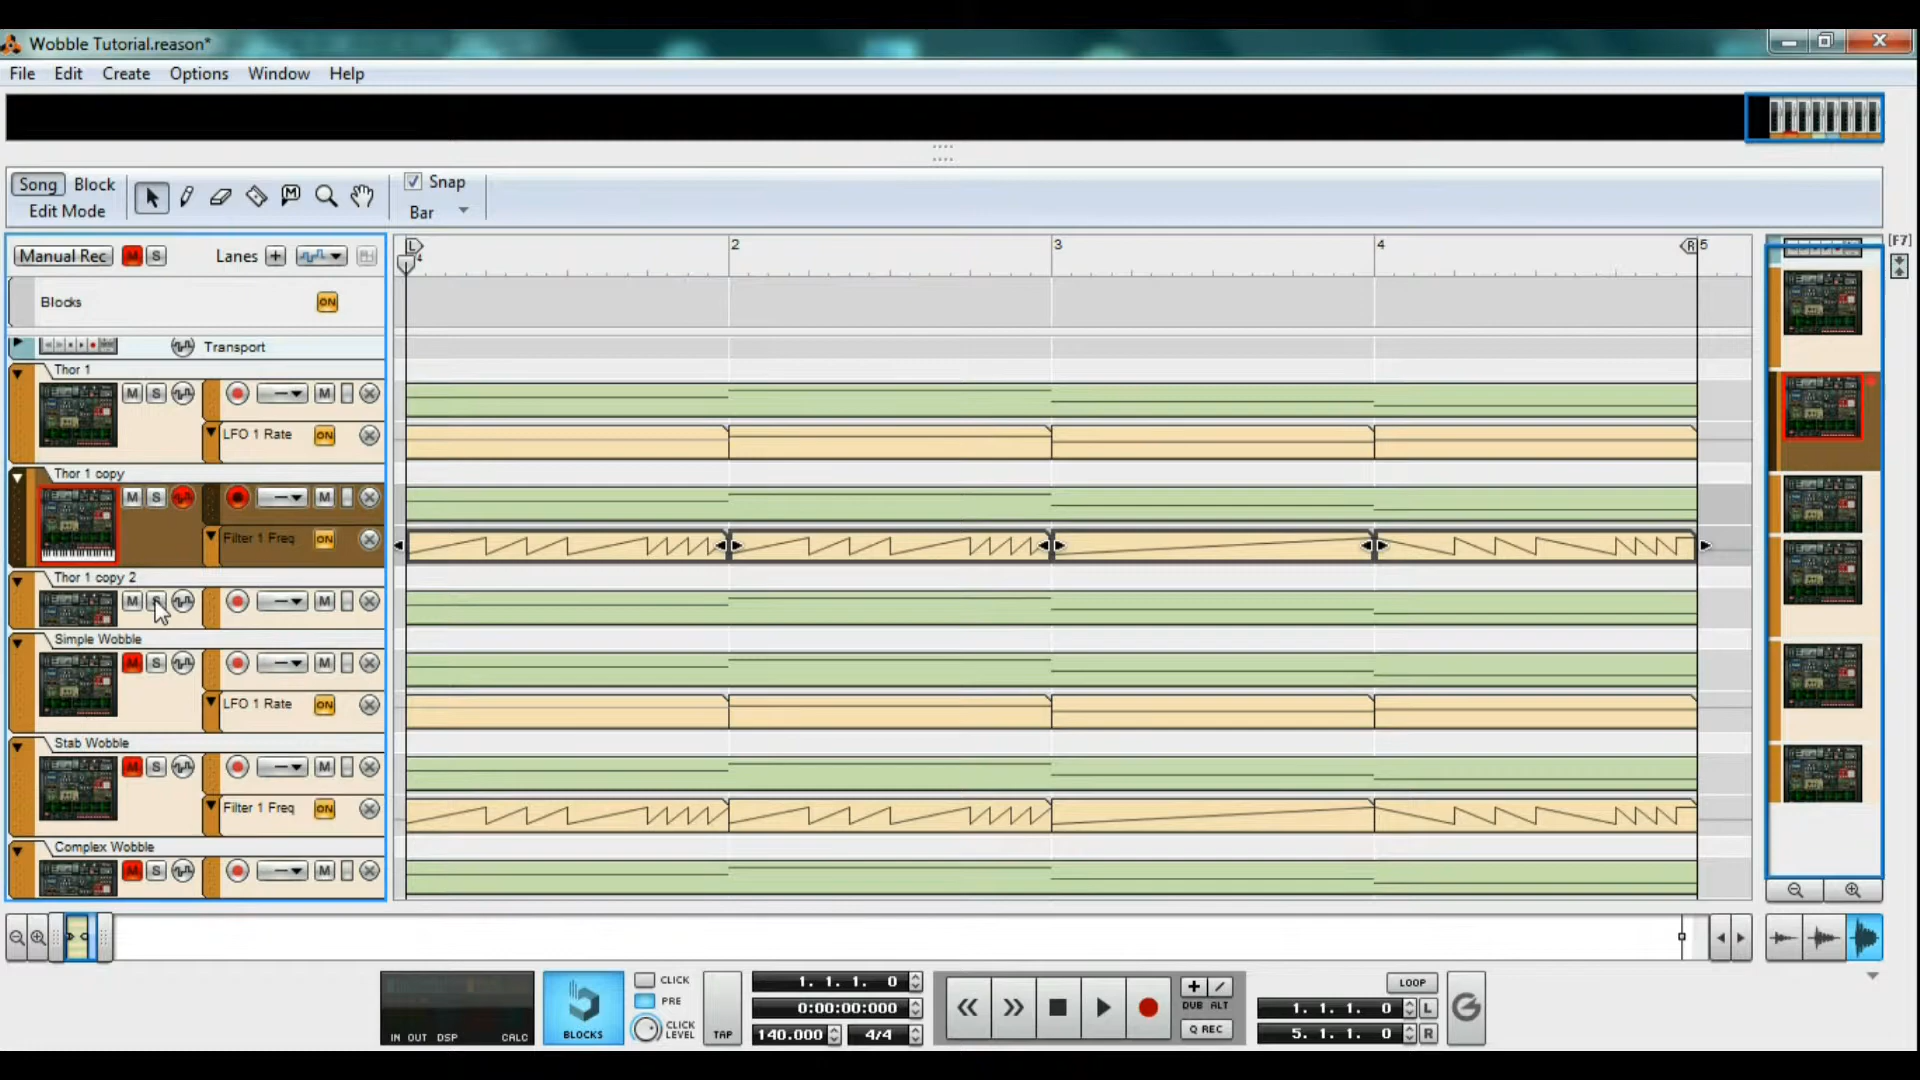 Wobble Tutorial.reason*
File Edit Create Options Window Help
Song Block
Edit Mode
M
Snap
Bar
Manual Rec M S Lanes +
L 2 3 4 R 5
4
[F7]
Blocks ON
Transport
Thor 1
M S M
LFO 1 Rate ON
Thor 1 copy
M S M
Filter 1 Freq ON
Thor 1 copy 2
M S M
Simple Wobble
M S M
LFO 1 Rate ON
Stab Wobble
M S M
Filter 1 Freq ON
Complex Wobble
M S M
IN OUT DSP CALC
BLOCKS
CLICK
PRE
CLICK LEVEL
TAP
1. 1. 1. 0
0:00:00:000
140.000 4/4
DUB ALT
Q REC
LOOP
1. 1. 1. 0 L
5. 1. 1. 0 R